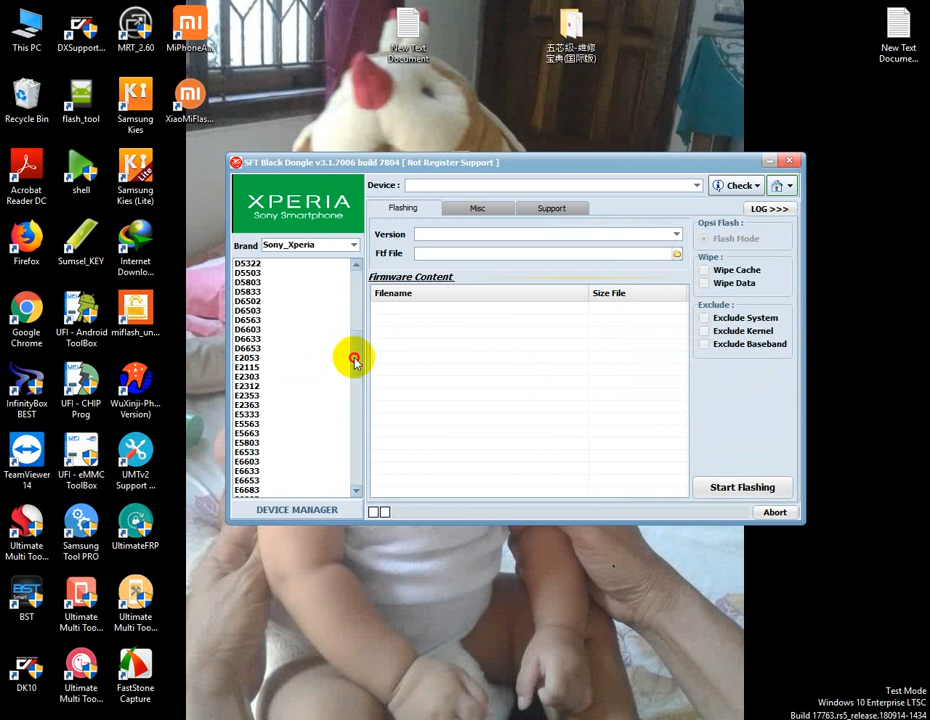 This PC
DXSupport...
MRT_2.60
MiPhoneA...
New Text
Document
五芯级-维修
宝典(国际版)
New Text
Docume...
Recycle Bin
flash_tool
Samsung
Kies
XiaoMiFlas...
Acrobat
Reader DC
shell
Samsung
Kies (Lite)
Firefox
Sumsel_KEY
Internet
Downlo...
Google
Chrome
UFI - Android
ToolBox
miflash_un...
InfinityBox
BEST
UFI - CHIP
Prog
WuXinji-Ph...
Version)
TeamViewer
14
UFI - eMMC
ToolBox
UMTv2
Support ...
Ultimate
Multi Too...
Samsung
Tool PRO
UltimateFRP
BST
Ultimate
Multi Too...
Ultimate
Multi Too...
DK10
Ultimate
Multi Too...
FastStone
Capture
SFT Black Dongle v3.1.7006 build 7804 [ Not Register Support ]
XPERIA
Sony Smartphone
Device :
Check
Flashing
Misc
Support
LOG >>>
Brand
Sony_Xperia
Version
Ftf File
Firmware Content
Filename
Size File
D5322
D5503
D5803
D5833
D6502
D6503
D6563
D6603
D6633
D6653
E2053
E2115
E2303
E2312
E2353
E2363
E5333
E5563
E5663
E5803
E6533
E6603
E6633
E6653
E6683
DEVICE MANAGER
Opsi Flash :
Flash Mode
Wipe :
Wipe Cache
Wipe Data
Exclude :
Exclude System
Exclude Kernel
Exclude Baseband
Start Flashing
Abort
Test Mode
Windows 10 Enterprise LTSC
Build 17763.rs5_release.180914-1434